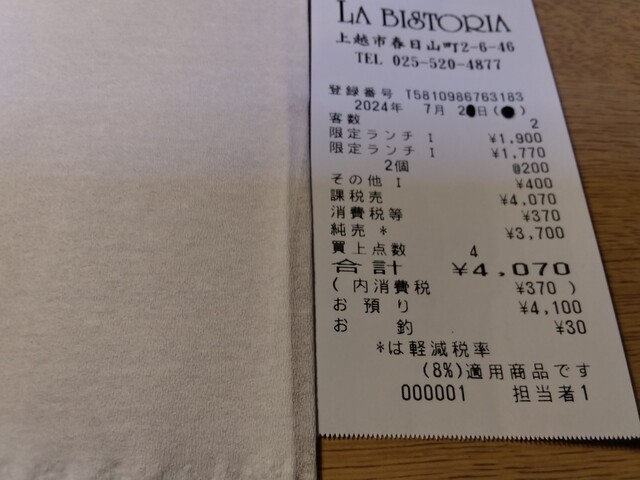 LA BISTORIA
上越市春日山町2-6-46
TEL 025-520-4877
登録番号 T5810986763183
2024年 7月 2 日( )
客数 2
限定ランチ I ¥1,900
限定ランチ I ¥1,770
2個 @200
その他 I ¥400
課税売 ¥4,070
消費税等 ¥370
純売 * ¥3,700
買上点数 4
合計 ¥4,070
( 内消費税 ¥370 )
お預り ¥4,100
お 釣 ¥30
*は軽減税率
(8%)適用商品です
000001 担当者1